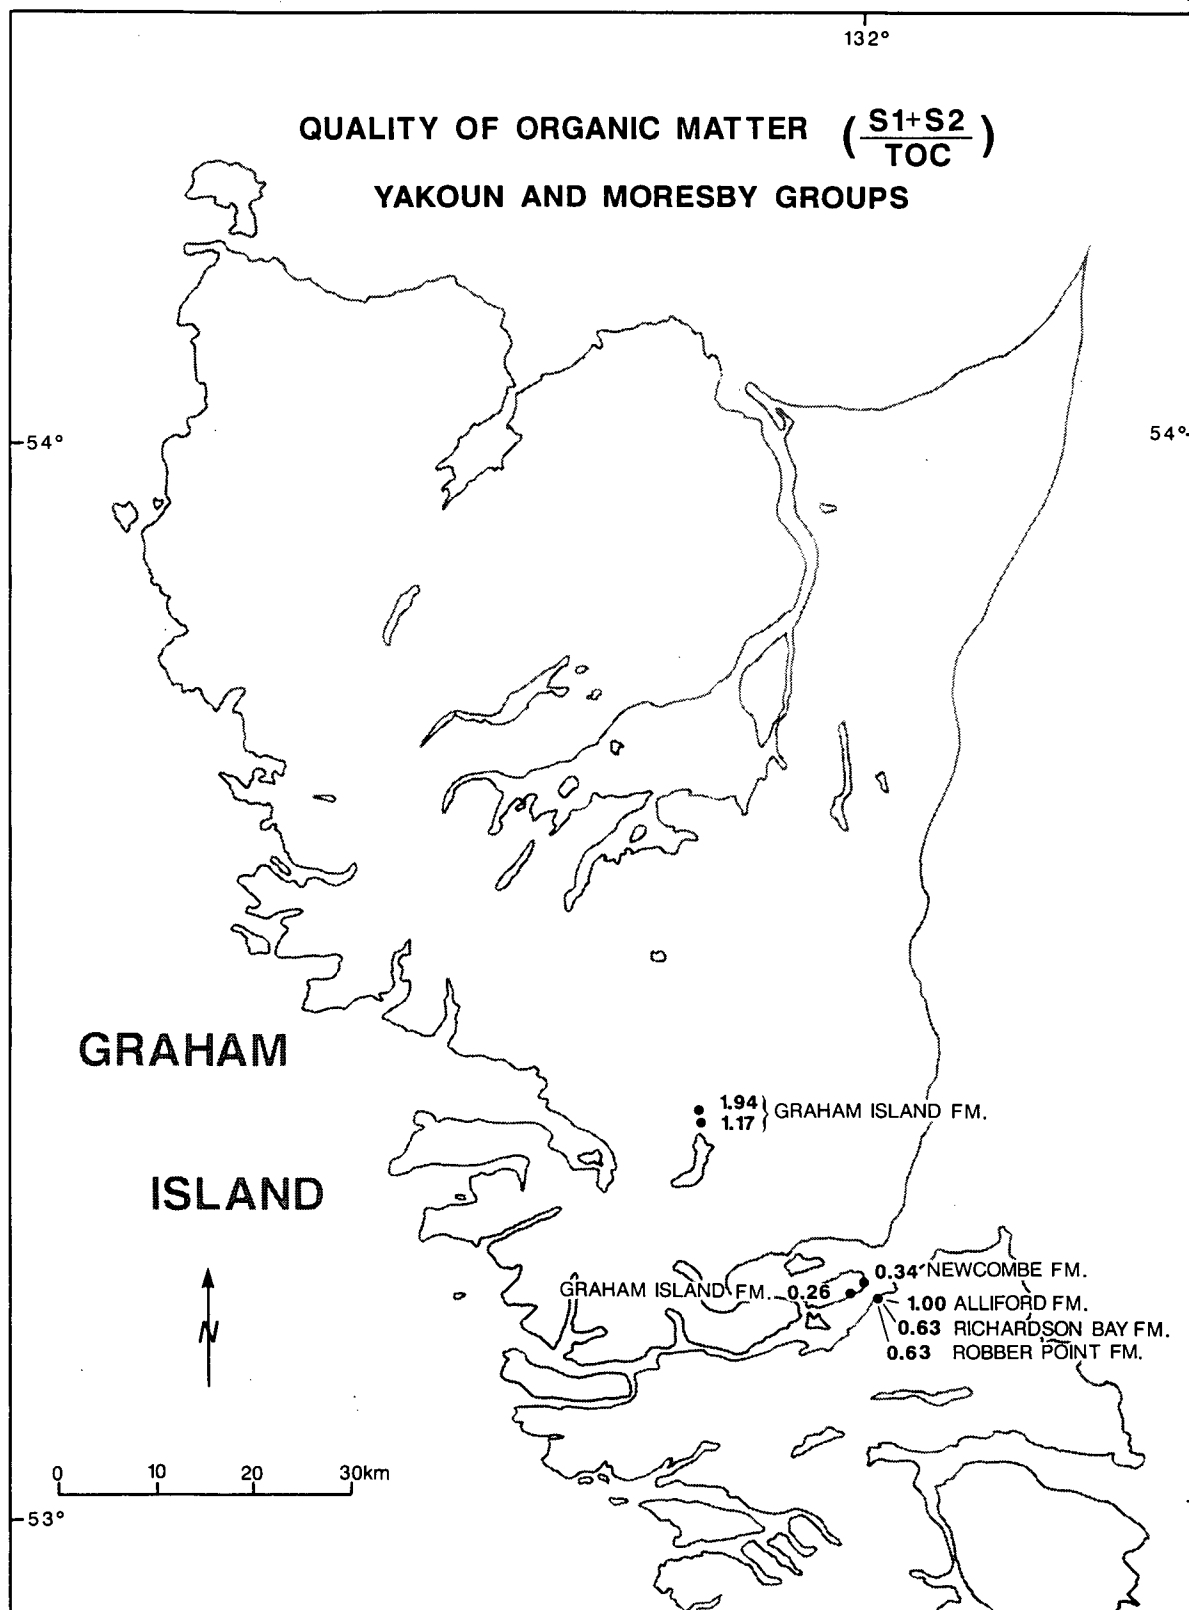 132°
QUALITY OF ORGANIC MATTER (S1+S2/TOC)
YAKOUN AND MORESBY GROUPS
54° 54°
GRAHAM
ISLAND
1.94
1.17 } GRAHAM ISLAND FM.
0.34 NEWCOMBE FM.
GRAHAM ISLAND FM. 0.26
1.00 ALLIFORD FM.
0.63 RICHARDSON BAY FM.
0.63 ROBBER POINT FM.
N
0 10 20 30km
53°